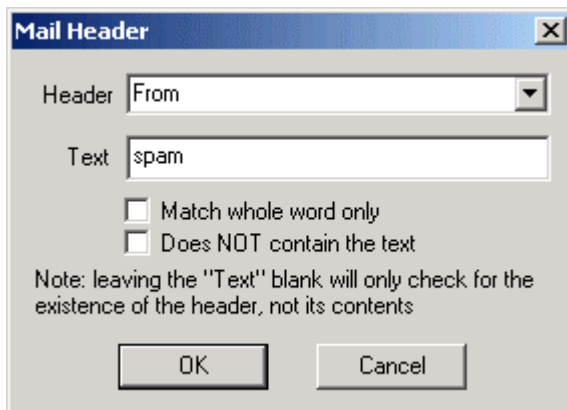 Mail Header
Header From
Text spam
Match whole word only
Does NOT contain the text
Note: leaving the "Text" blank will only check for the
existence of the header, not its contents
OK Cancel